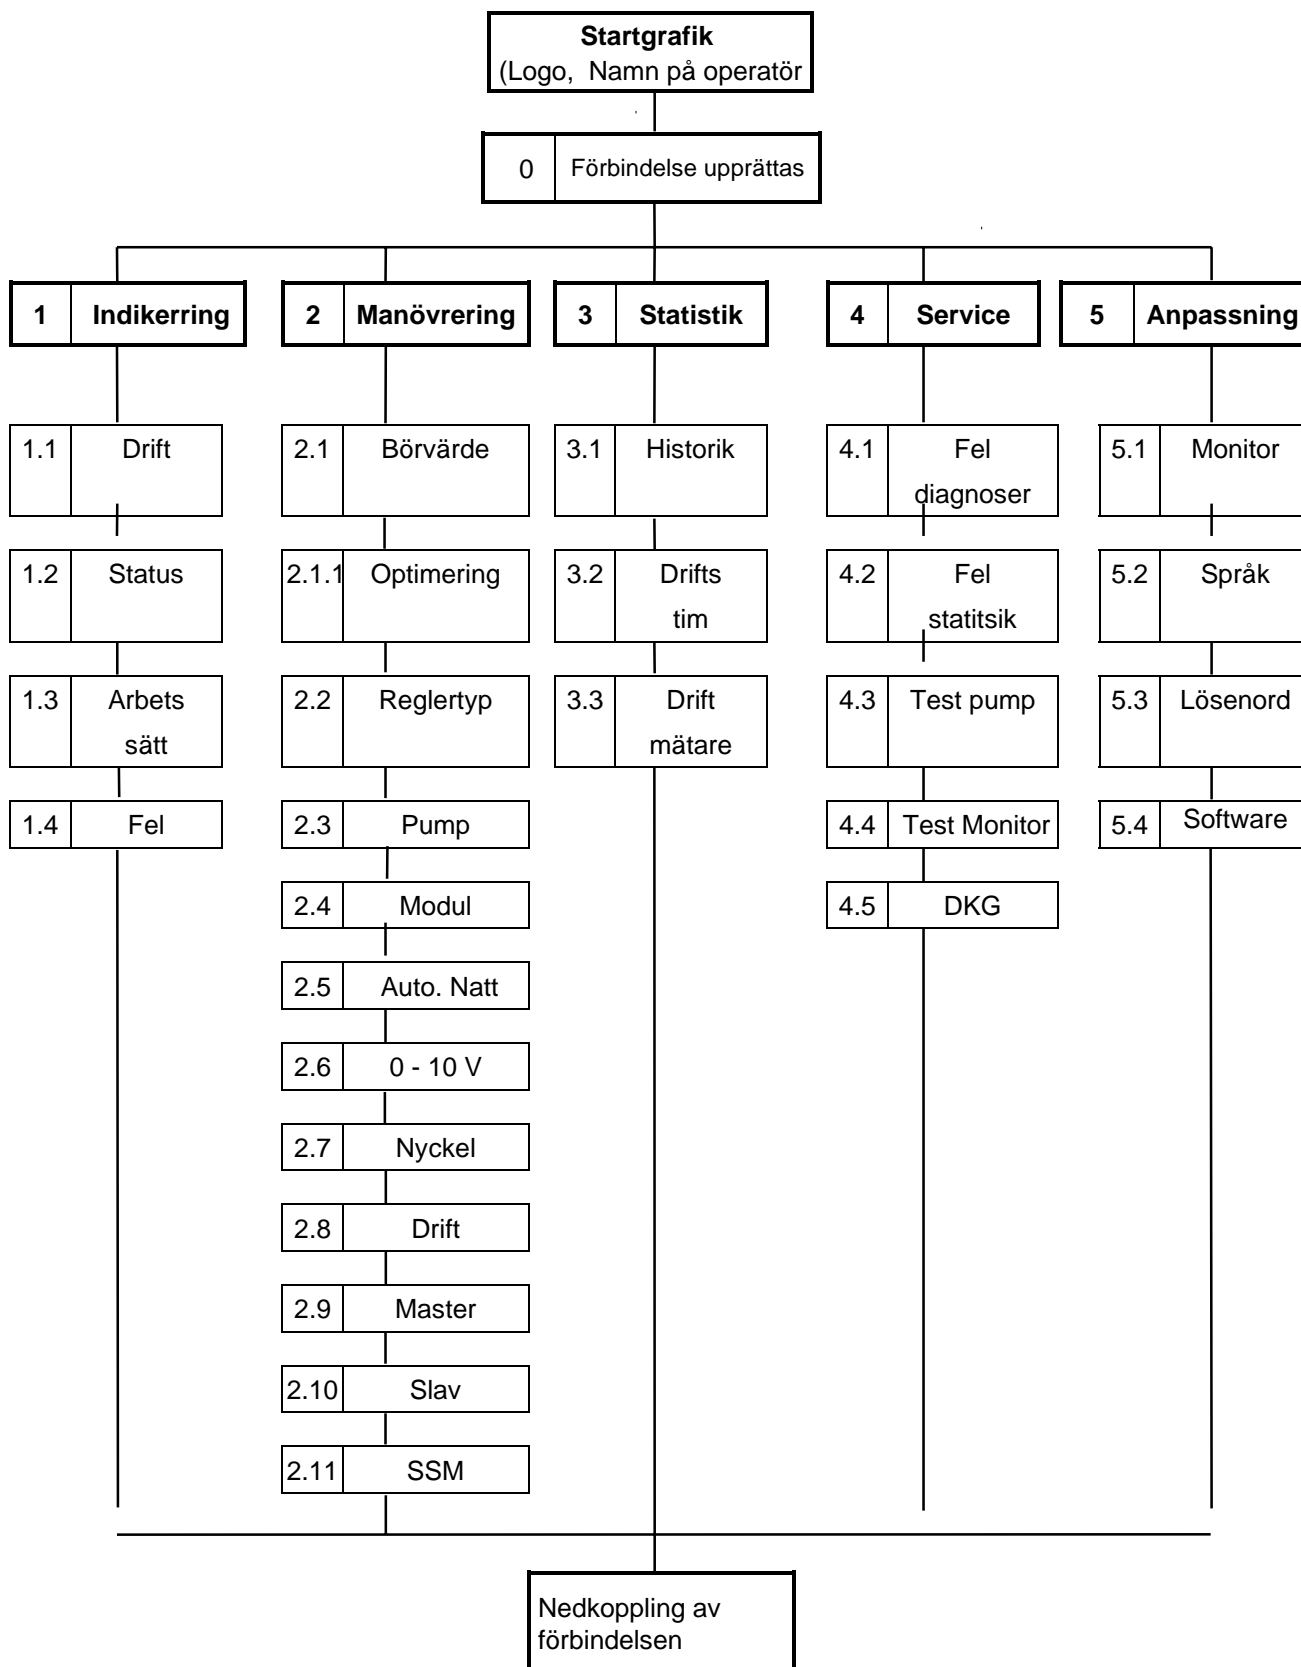 Startgrafik
(Logo, Namn på operatör
0 Förbindelse upprättas
1 Indikerring
2 Manövrering
3 Statistik
4 Service
5 Anpassning
1.1 Drift
1.2 Status
1.3 Arbets
sätt
1.4 Fel
2.1 Börvärde
2.1.1 Optimering
2.2 Reglertyp
2.3 Pump
2.4 Modul
2.5 Auto. Natt
2.6 0 - 10 V
2.7 Nyckel
2.8 Drift
2.9 Master
2.10 Slav
2.11 SSM
3.1 Historik
3.2 Drifts
tim
3.3 Drift
mätare
4.1 Fel
diagnoser
4.2 Fel
statitsik
4.3 Test pump
4.4 Test Monitor
4.5 DKG
5.1 Monitor
5.2 Språk
5.3 Lösenord
5.4 Software
Nedkoppling av
förbindelsen